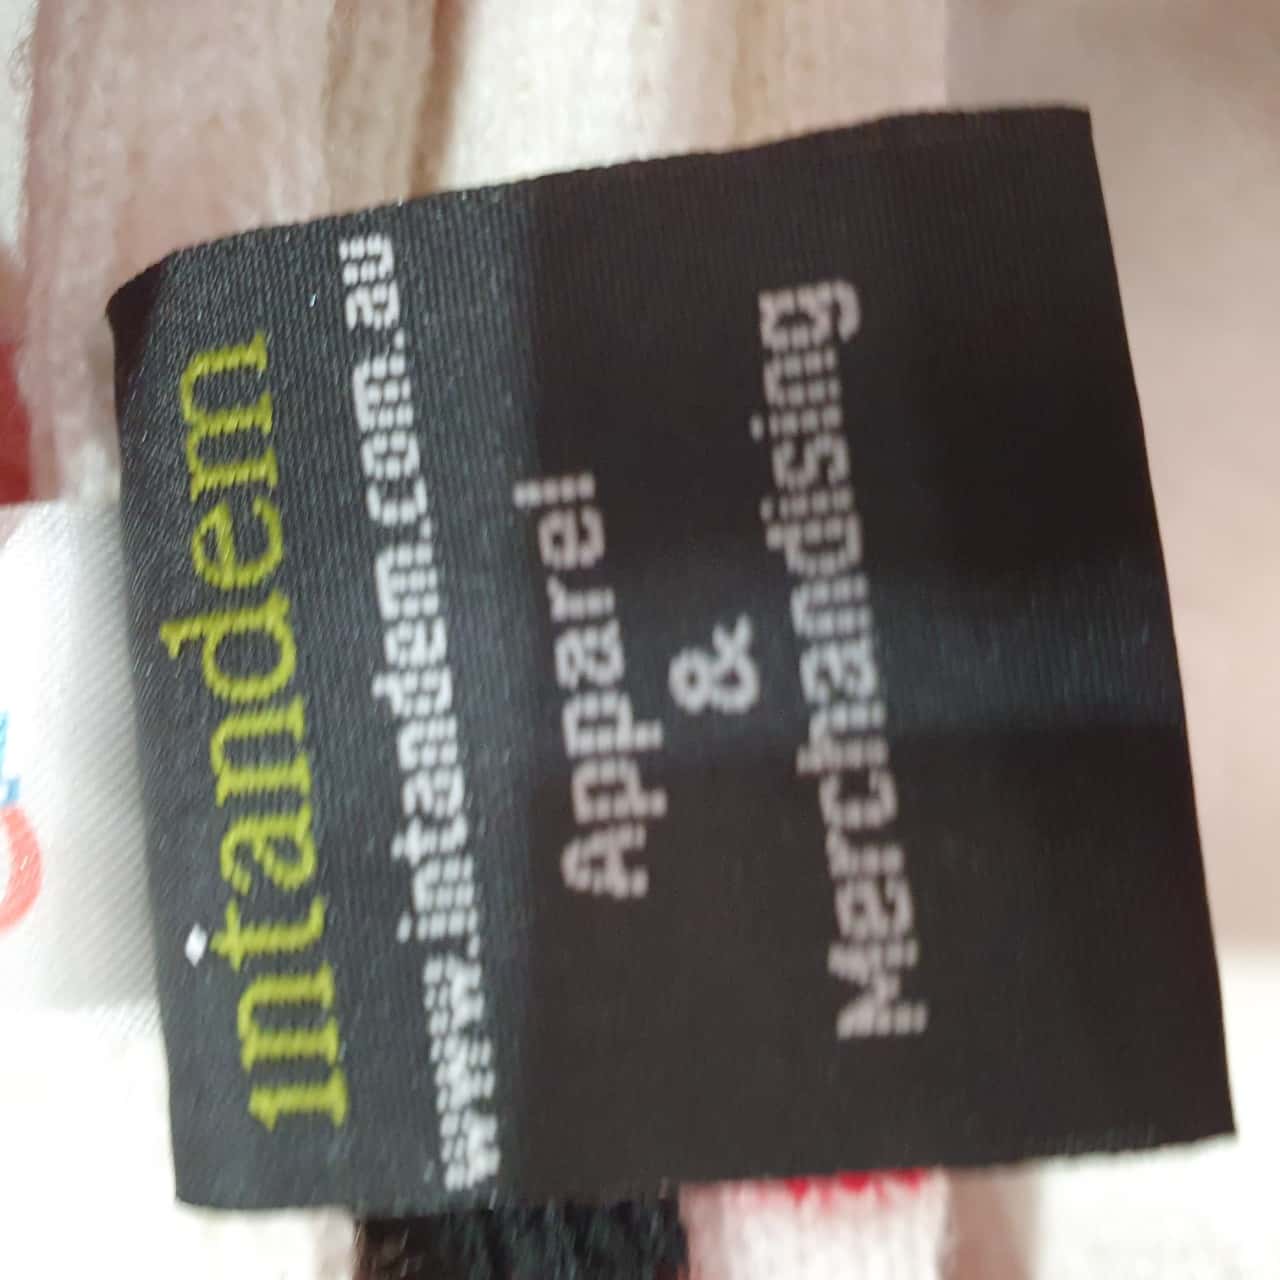 intandem
www.intandem.com.au
Apparel
&
Merchandising